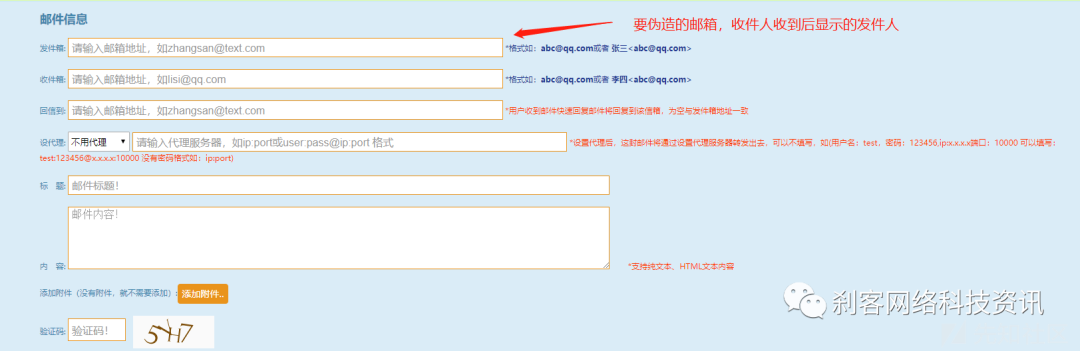 邮件信息
要伪造的邮箱，收件人收到后显示的发件人
发件箱: 请输入邮箱地址，如zhangsan@text.com *格式如：abc@qq.com或者 张三<abc@qq.com>
收件箱: 请输入邮箱地址，如lisi@qq.com *格式如：abc@qq.com或者 李四<abc@qq.com>
回信到: 请输入邮箱地址，如zhangsan@text.com *用户收到邮件快速回复邮件将回复到该信箱，为空与发件箱地址一致
设代理: 不用代理 请输入代理服务器，如ip:port或user:pass@ip:port 格式 *设置代理后，这封邮件将通过设置代理服务器转发出去，可以不填写，如(用户名：test，密码：123456,ip:x.x.x.x端口：10000 可以填写：
test:123456@x.x.x.x:10000 没有密码格式如：ip:port)
标 题: 邮件标题！
邮件内容！
内 容: *支持纯文本、HTML文本内容
添加附件（没有附件，就不需要添加）: 添加附件..
刹客网络科技资讯
验证码: 验证码！ 5YH7